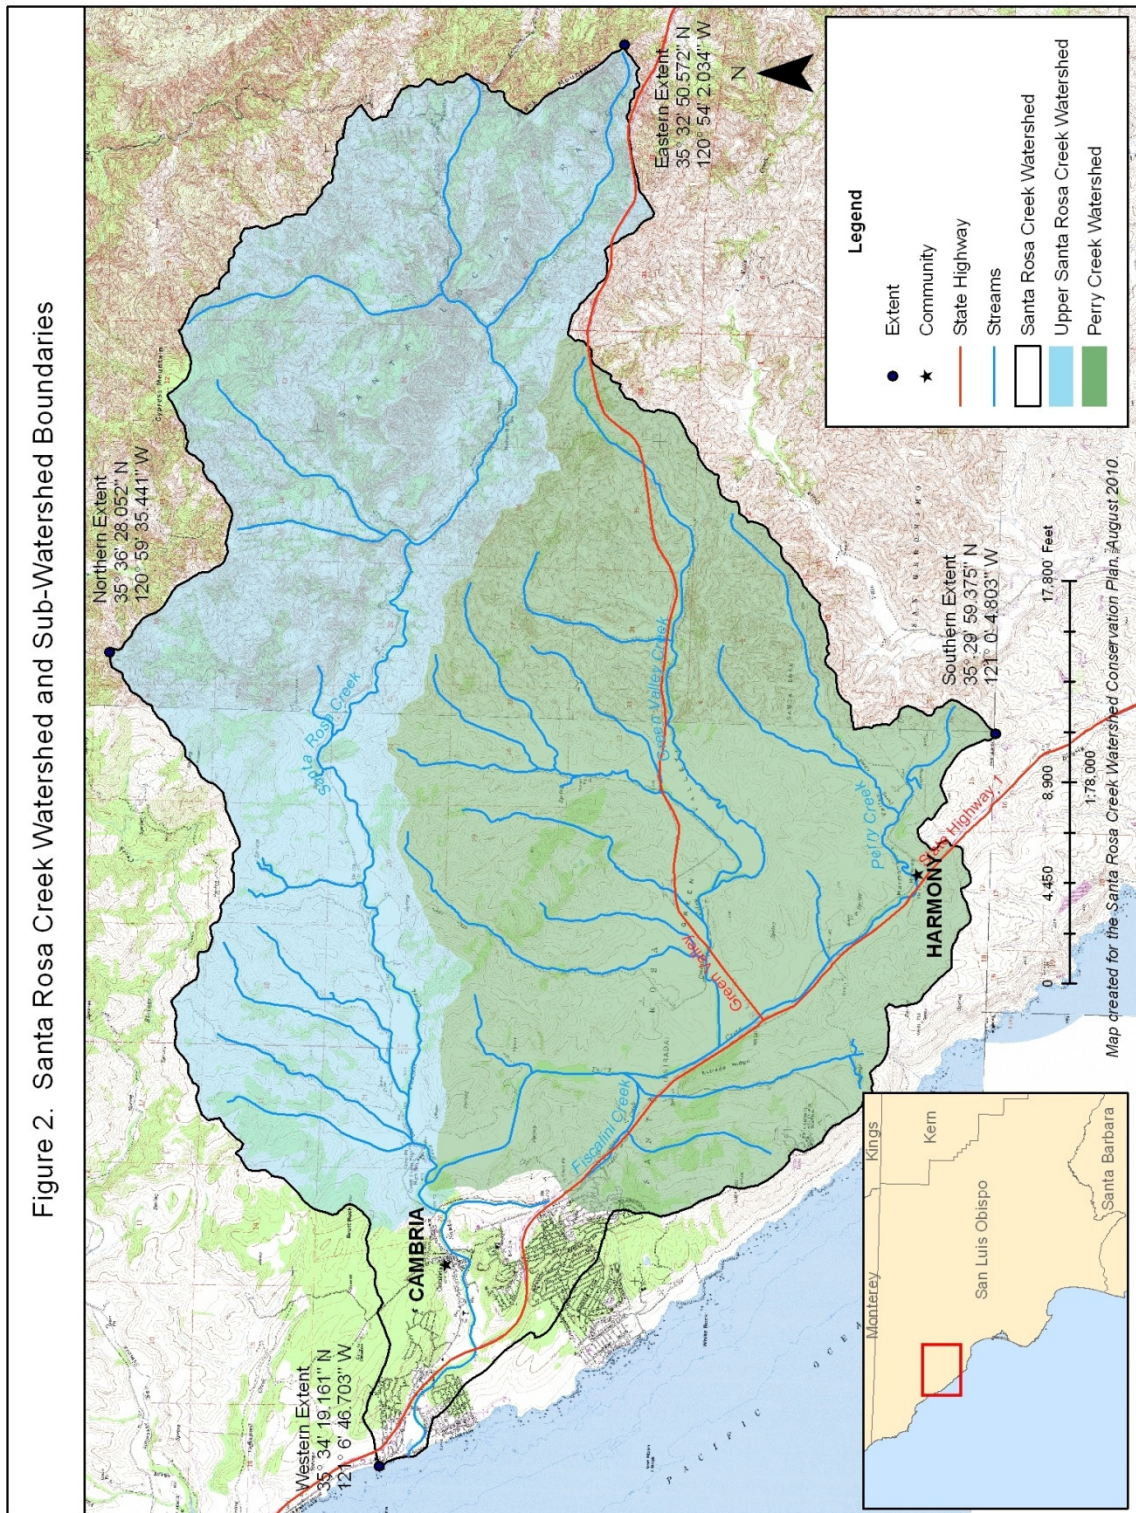 Figure 2.   Santa Rosa Creek Watershed and Sub-Watershed Boundaries
Northern Extent
35° 36' 28.052" N
120° 59' 35.441" W
Cypress Mountain
Western Extent
35° 34' 19.161" N
121° 6' 46.703" W
Eastern Extent
35° 32' 50.572" N
120° 54' 2.034" W
N
Santa Rosa Creek
CAMBRIA
Fiscalini Creek
Green Valley
Green Valley Creek
Perry Creek
HARMONY
State Highway 1
Southern Extent
35° 29' 59.375" N
121° 0' 4.803" W
PACIFIC OCEA
Legend
Extent
Community
State Highway
Streams
Santa Rosa Creek Watershed
Upper Santa Rosa Creek Watershed
Perry Creek Watershed
Monterey
Kings
Kern
San Luis Obispo
Santa Barbara
0 4,450 8,900 17,800 Feet
1:78,000
Map created for the Santa Rosa Creek Watershed Conservation Plan. August 2010.